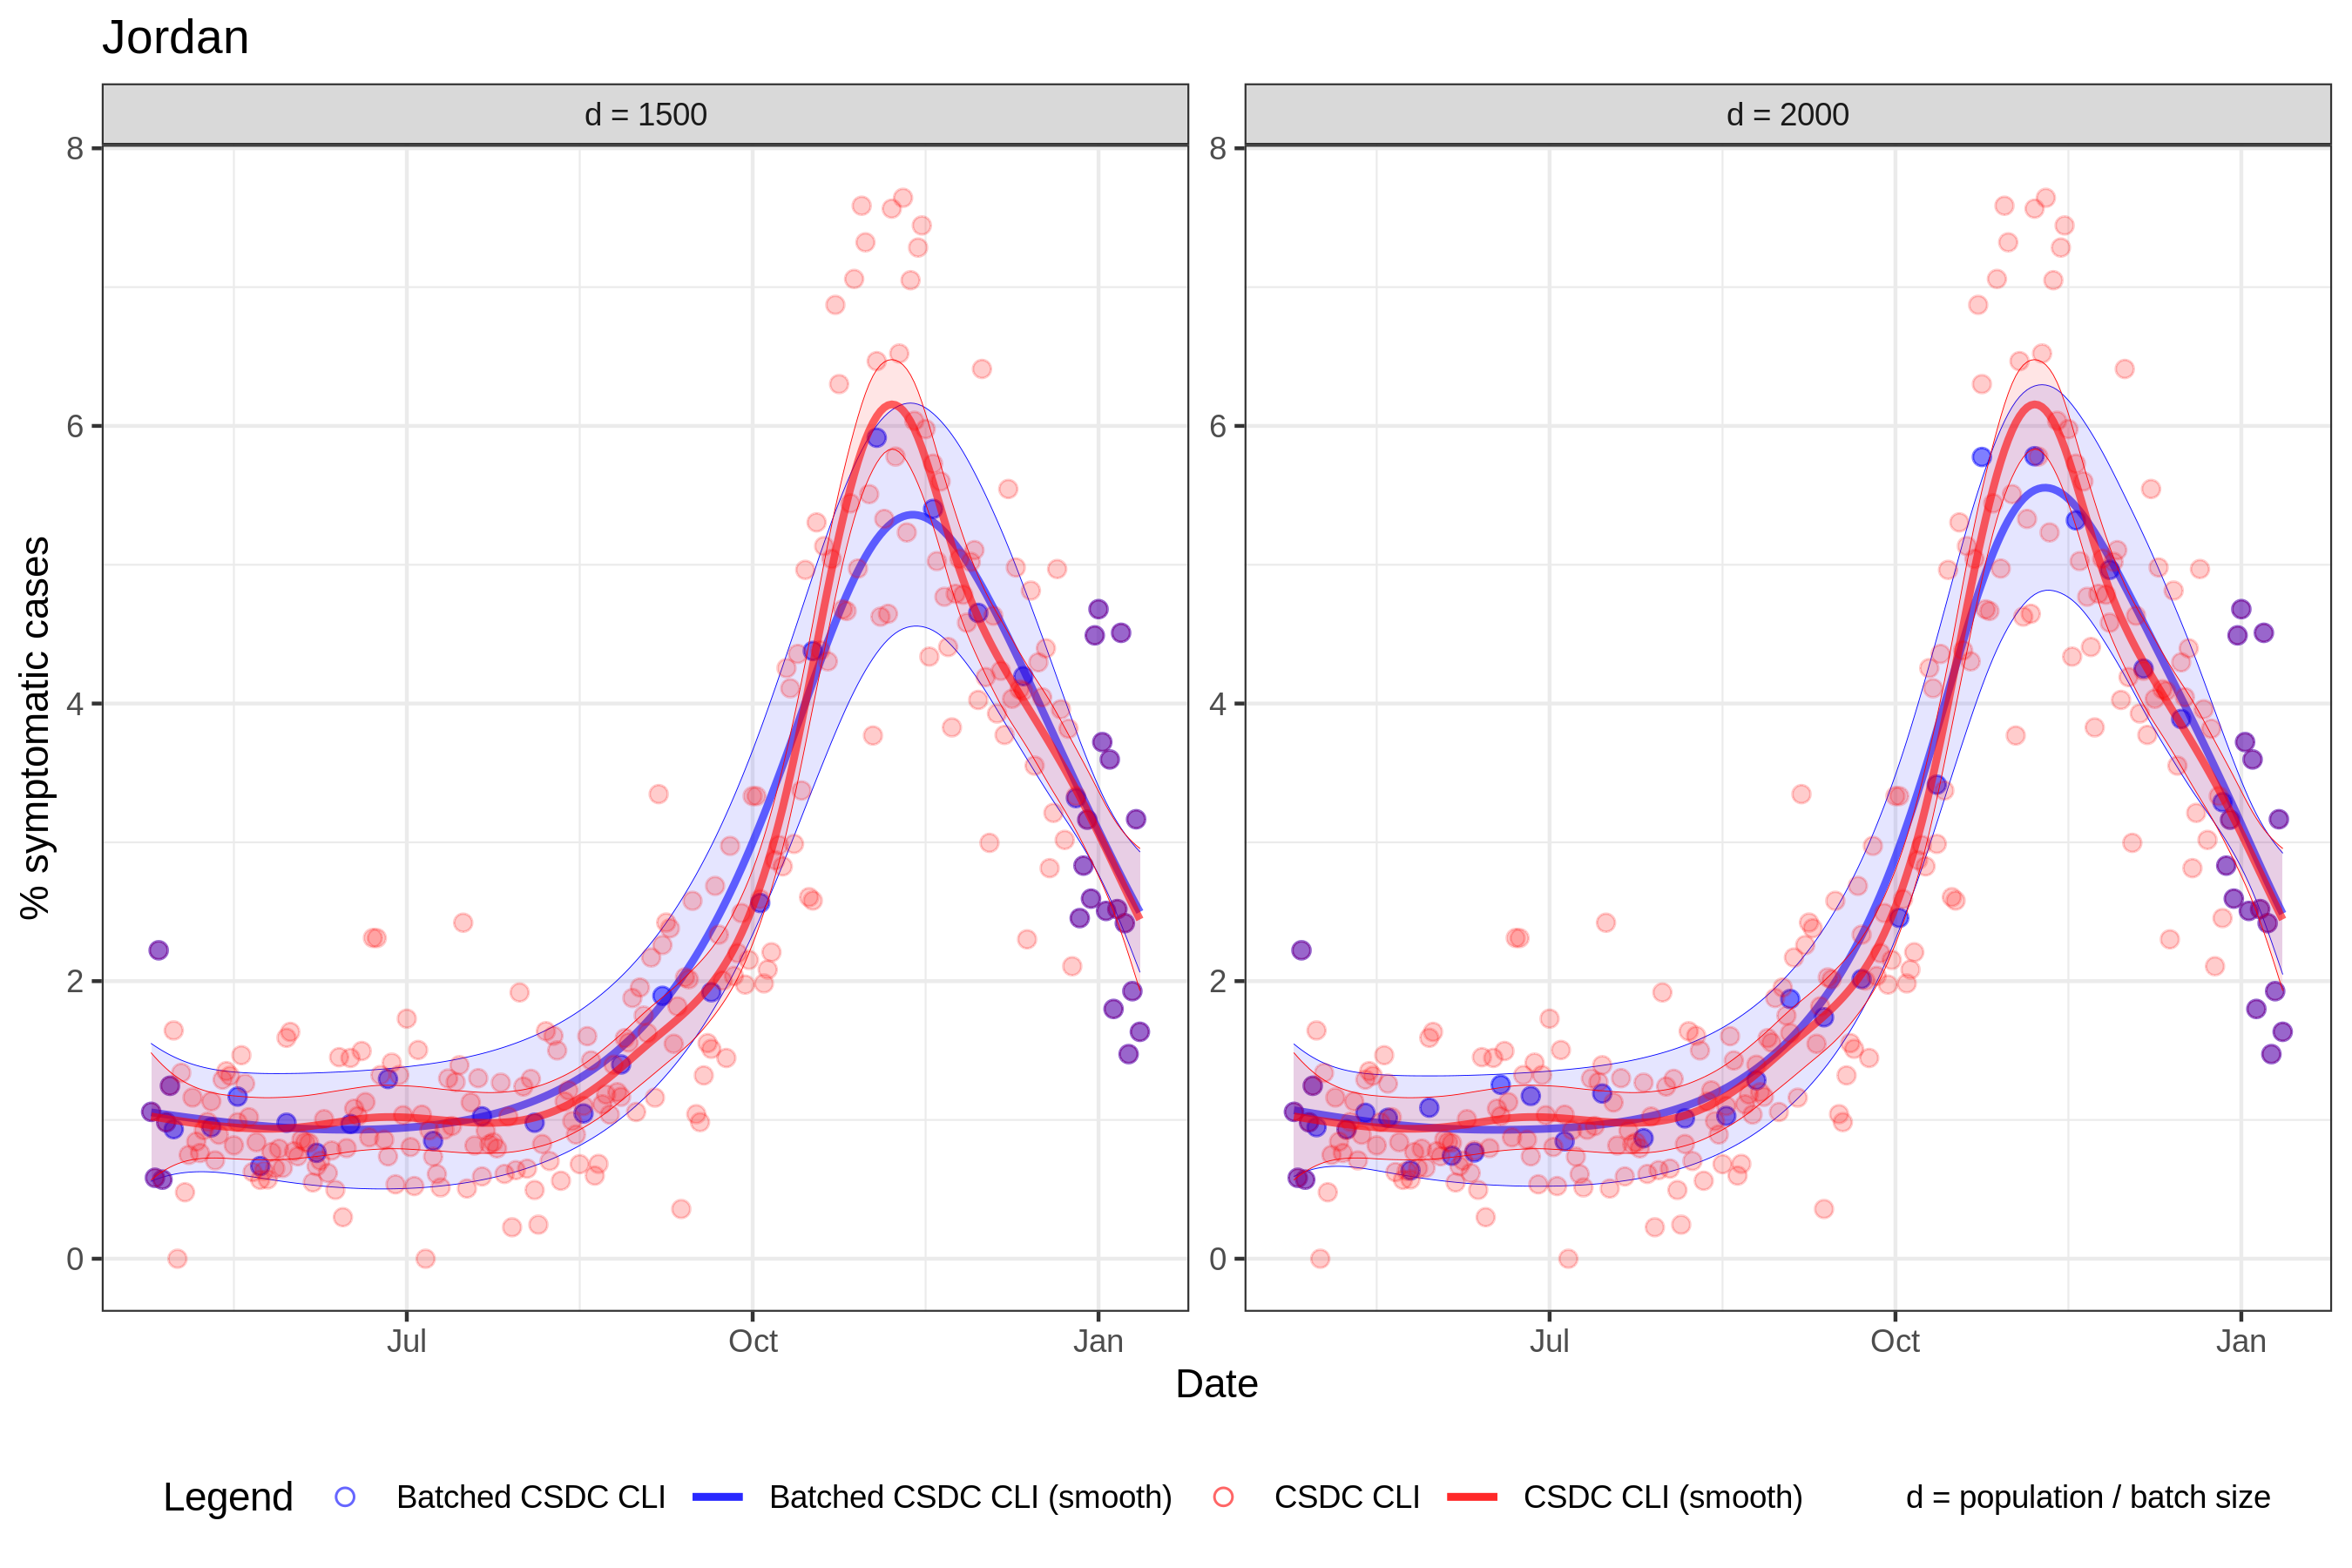 Jordan
d = 1500
d = 2000
% symptomatic cases
8
6
4
2
0
8
6
4
2
0
Jul
Oct
Jan
Jul
Oct
Jan
Date
Legend
Batched CSDC CLI
Batched CSDC CLI (smooth)
CSDC CLI
CSDC CLI (smooth)
d = population / batch size